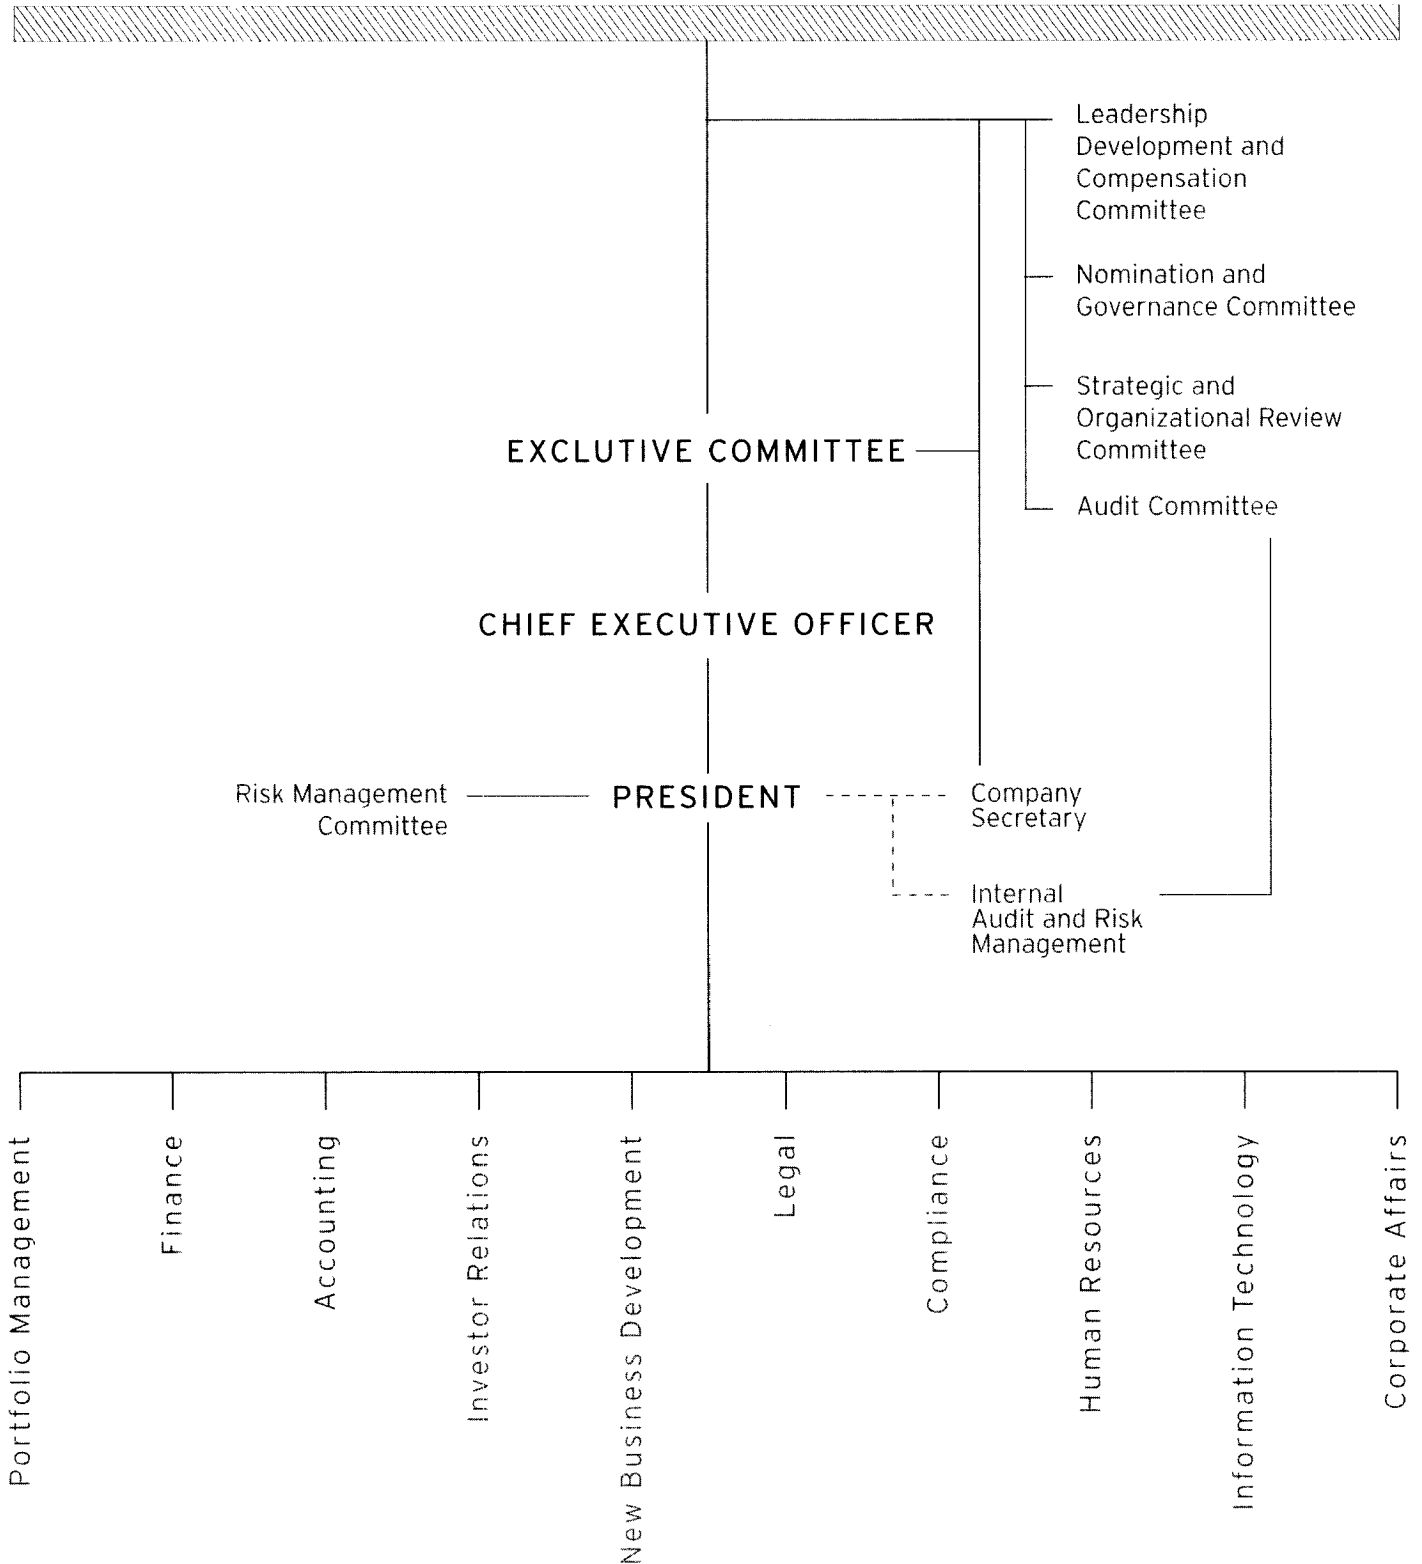 Leadership
Development and
Compensation
Committee
Nomination and
Governance Committee
Strategic and
Organizational Review
Committee
Audit Committee
EXCLUTIVE COMMITTEE
CHIEF EXECUTIVE OFFICER
Risk Management
Committee
PRESIDENT
Company
Secretary
Internal
Audit and Risk
Management
Portfolio Management
Finance
Accounting
Investor Relations
New Business Development
Legal
Compliance
Human Resources
Information Technology
Corporate Affairs